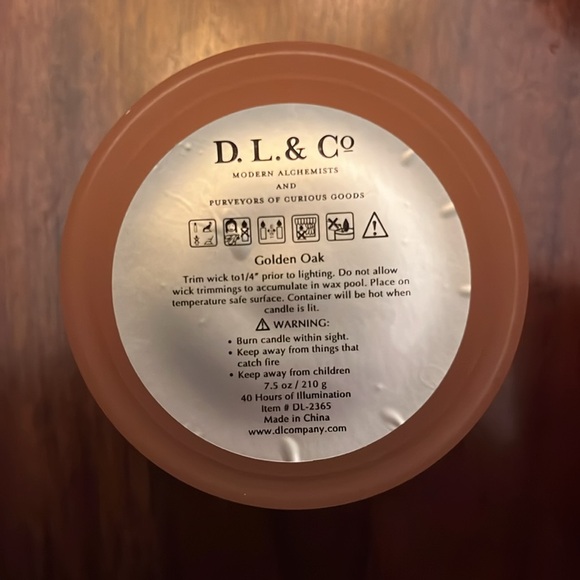 D. L. & Co
MODERN ALCHEMISTS
AND
PURVEYORS OF CURIOUS GOODS
Golden Oak
Trim wick to1/4" prior to lighting. Do not allow
wick trimmings to accumulate in wax pool. Place on
temperature safe surface. Container will be hot when
candle is lit.
WARNING:
• Burn candle within sight.
• Keep away from things that
catch fire
• Keep away from children
7.5 oz / 210 g
40 Hours of Illumination
Item # DL-2365
Made in China
www.dlcompany.com